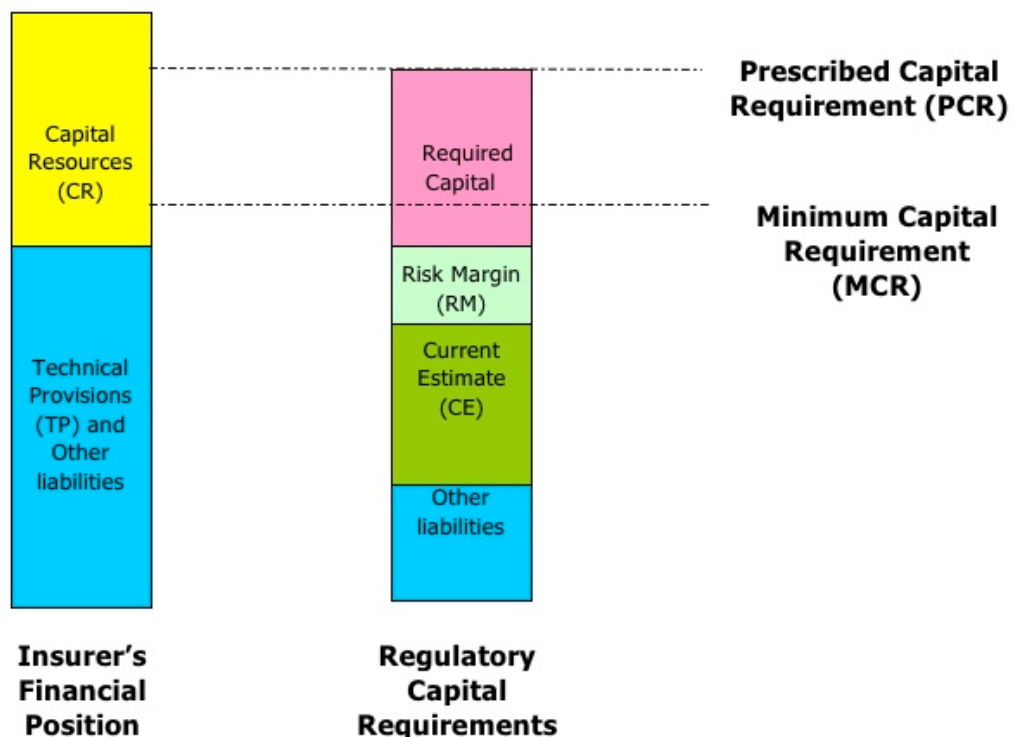 Capital
Resources
(CR)
Technical
Provisions
(TP) and
Other
liabilities
Insurer’s
Financial
Position
Required
Capital
Risk Margin
(RM)
Current
Estimate
(CE)
Other
liabilities
Regulatory
Capital
Requirements
Prescribed Capital
Requirement (PCR)
Minimum Capital
Requirement
(MCR)